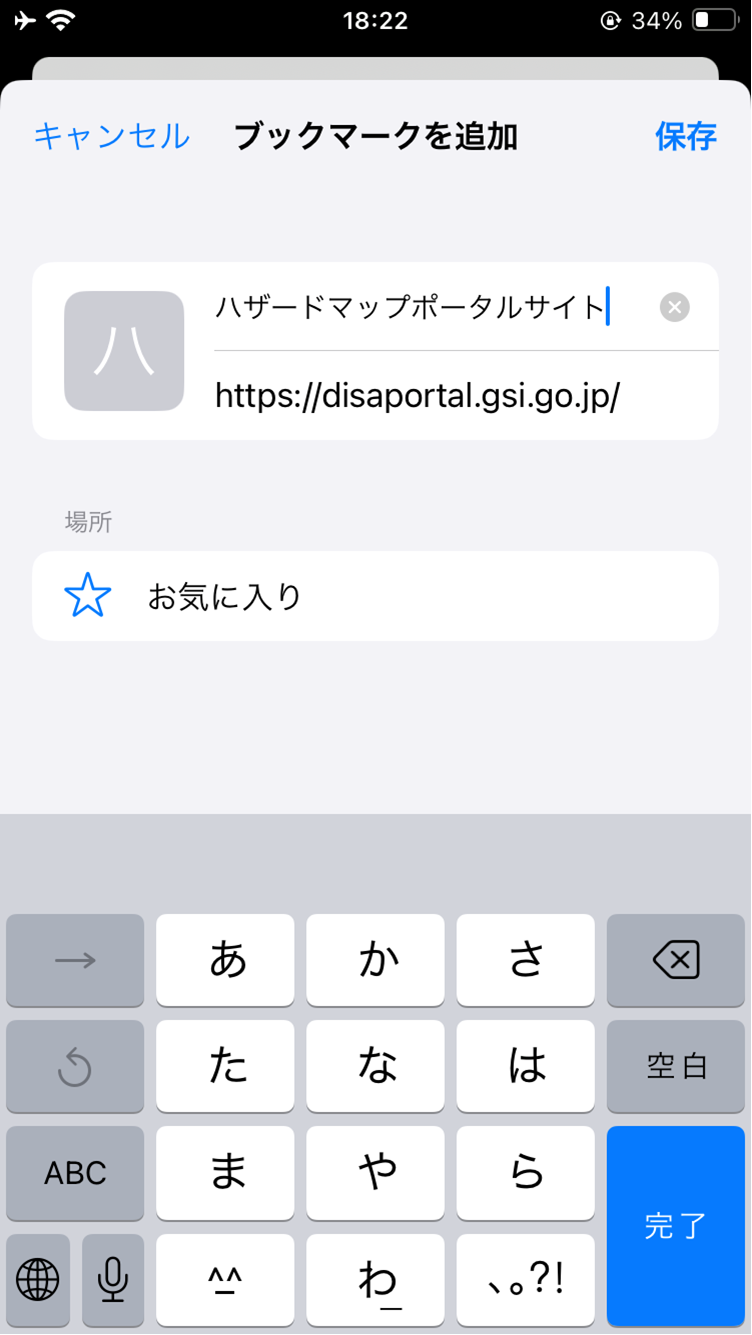 18:22
34%
キャンセル ブックマークを追加 保存
ハ
ハザードマップポータルサイト
https://disaportal.gsi.go.jp/
場所
お気に入り
→ あ か さ
た な は 空白
ABC ま や ら
完了
^^ わ_ 、。?!